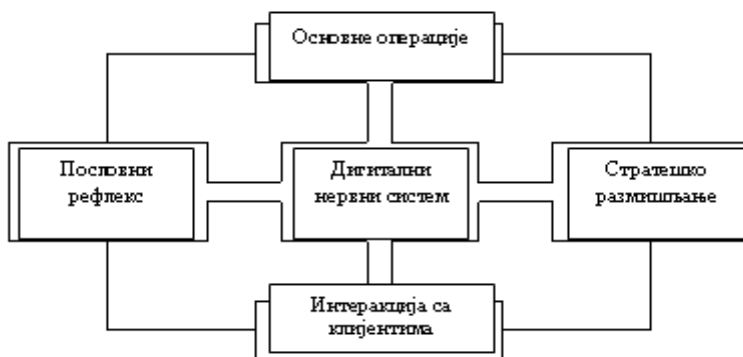 Основне операције
Пословни
рефлекс
Дигитални
нервни систем
Стратешко
размишљање
Интеракција са
клијентима